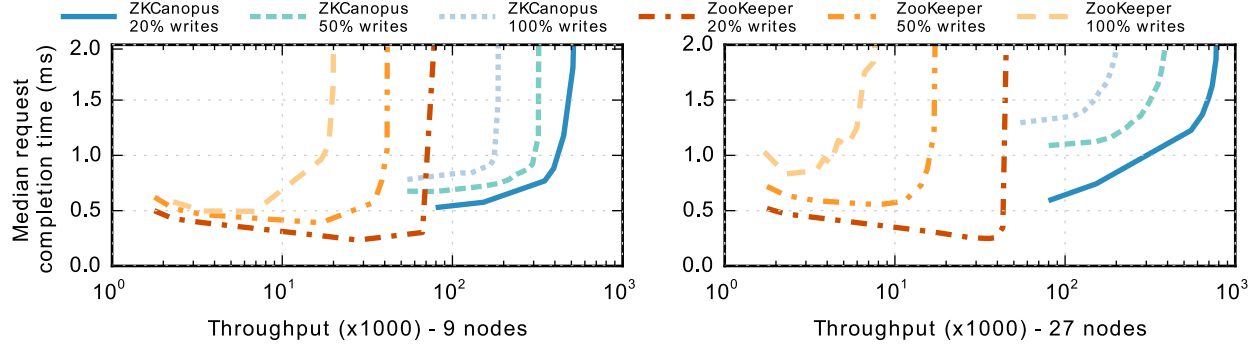 ZKCanopus
20% writes
ZKCanopus
50% writes
ZKCanopus
100% writes
ZooKeeper
20% writes
ZooKeeper
50% writes
ZooKeeper
100% writes
Median request
completion time (ms)
2.0
1.5
1.0
0.5
0.0
10^0
10^1
10^2
10^3
Throughput (x1000) - 9 nodes
2.0
1.5
1.0
0.5
0.0
10^0
10^1
10^2
10^3
Throughput (x1000) - 27 nodes